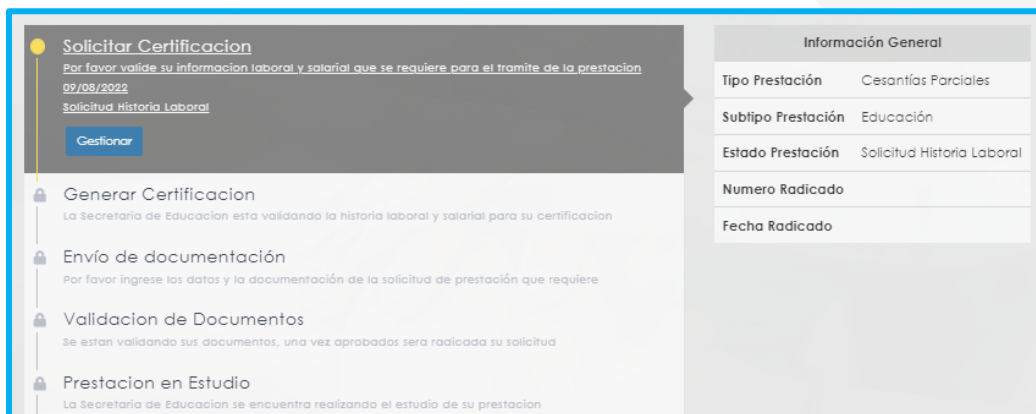 Solicitar Certificacion
Por favor valide su informacion laboral y salarial que se requiere para el tramite de la prestacion
09/08/2022
Solicitud Historia Laboral
Gestionar
Generar Certificacion
La Secretaria de Educacion esta validando la historia laboral y salarial para su certificacion
Envío de documentación
Por favor ingrese los datos y la documentación de la solicitud de prestación que requiere
Validacion de Documentos
Se estan validando sus documentos, una vez aprobados sera radicada su solicitud
Prestacion en Estudio
La Secretaria de Educacion se encuentra realizando el estudio de su prestacion
Información General
Tipo Prestación Cesantías Parciales
Subtipo Prestación Educación
Estado Prestación Solicitud Historia Laboral
Numero Radicado
Fecha Radicado